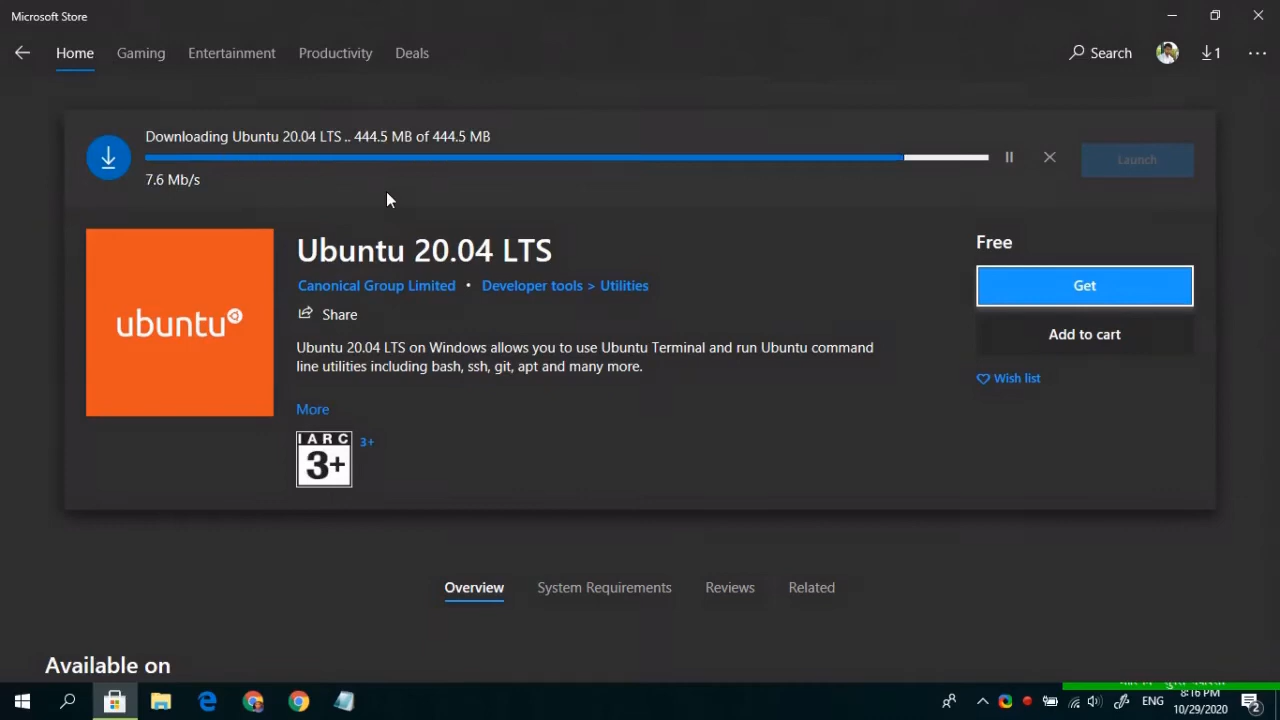 Microsoft Store
Home Gaming Entertainment Productivity Deals Search 1
Downloading Ubuntu 20.04 LTS .. 444.5 MB of 444.5 MB
7.6 Mb/s
Launch
ubuntu
Ubuntu 20.04 LTS
Canonical Group Limited • Developer tools > Utilities
Share
Ubuntu 20.04 LTS on Windows allows you to use Ubuntu Terminal and run Ubuntu command
line utilities including bash, ssh, git, apt and many more.
More
IARC
3+
3+
Free
Get
Add to cart
Wish list
Overview System Requirements Reviews Related
Available on
ENG
8:16 PM
10/29/2020
2